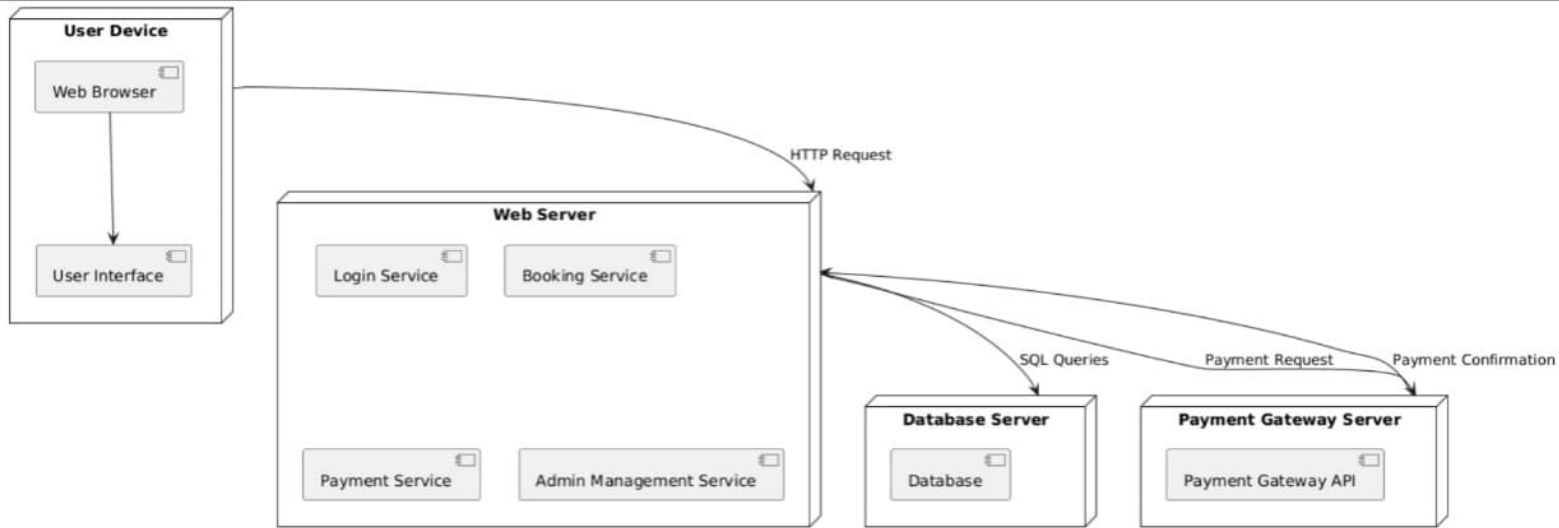 User Device
Web Browser
HTTP Request
Web Server
User Interface
Login Service
Booking Service
SQL Queries
Payment Request
Payment Confirmation
Database Server
Payment Gateway Server
Payment Service
Admin Management Service
Database
Payment Gateway API